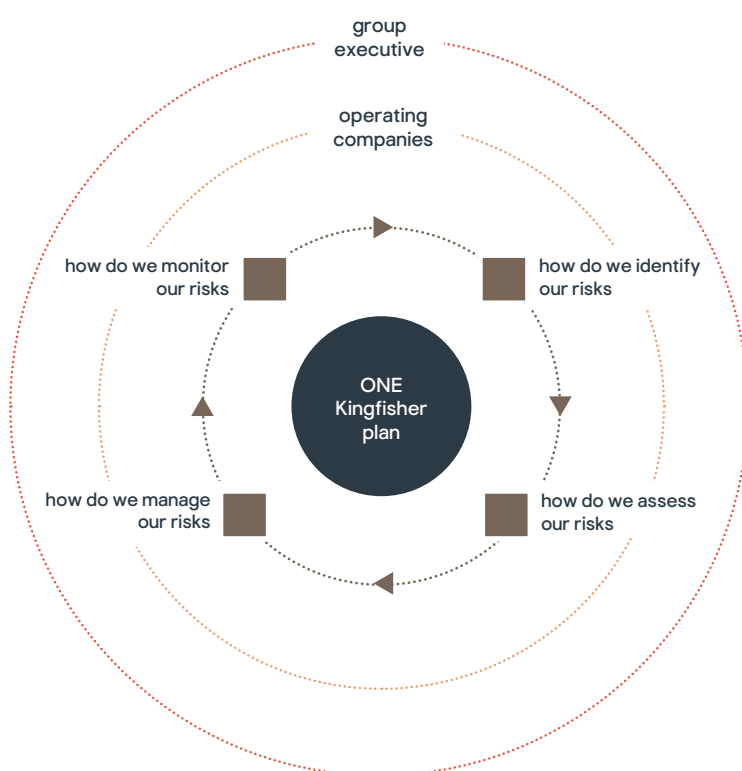 group
executive
operating
companies
how do we monitor
our risks
how do we identify
our risks
ONE
Kingfisher
plan
how do we manage
our risks
how do we assess
our risks